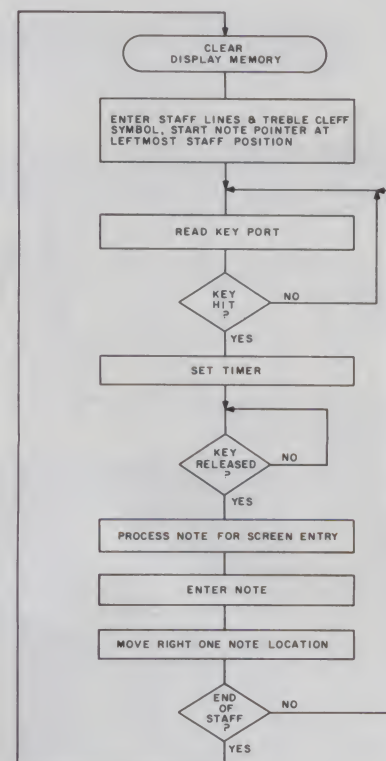 CLEAR
DISPLAY MEMORY
ENTER STAFF LINES & TREBLE CLEFF
SYMBOL, START NOTE POINTER AT
LEFTMOST STAFF POSITION
READ KEY PORT
KEY
HIT
?
NO
YES
SET TIMER
KEY
RELEASED
?
NO
YES
PROCESS NOTE FOR SCREEN ENTRY
ENTER NOTE
MOVE RIGHT ONE NOTE LOCATION
END
OF
STAFF
?
NO
YES